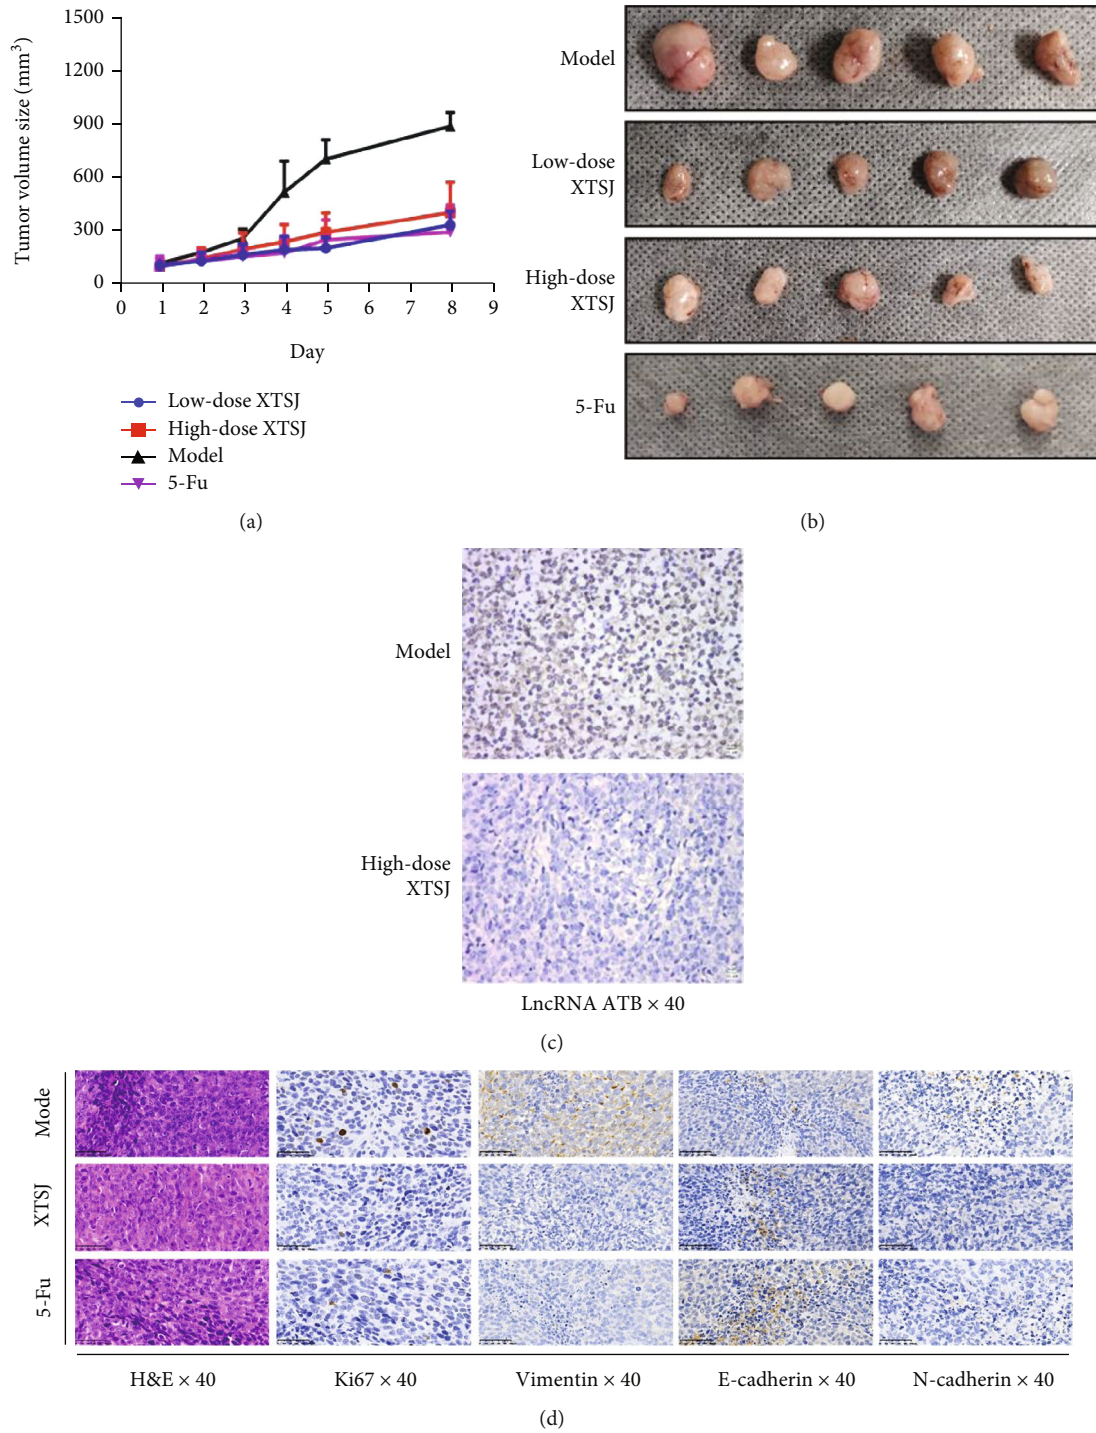 1500
1200
900
600
300
0
Tumor volume size (mm³)
0 1 2 3 4 5 6 7 8 9
Day
Low-dose XTSJ
High-dose XTSJ
Model
5-Fu
(a)
Model
Low-dose
XTSJ
High-dose
XTSJ
5-Fu
(b)
Model
High-dose
XTSJ
LncRNA ATB × 40
(c)
Mode
XTSJ
5-Fu
H&E × 40
Ki67 × 40
Vimentin × 40
E-cadherin × 40
N-cadherin × 40
(d)